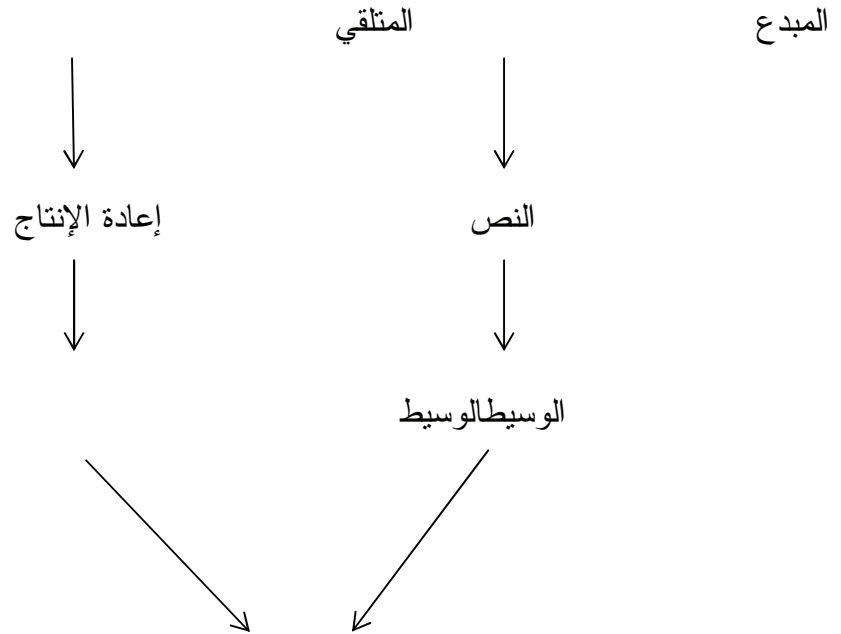 المبدع المتلقي
النص إعادة الإنتاج
الوسيطالوسيط